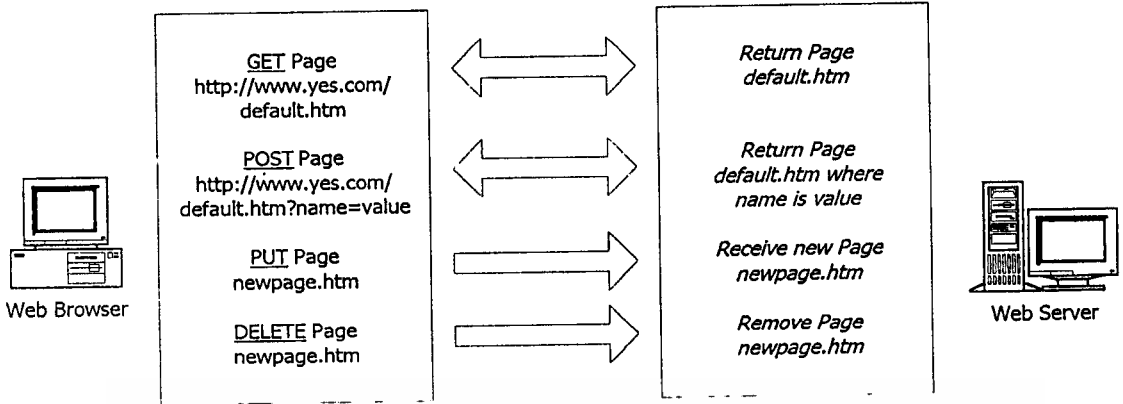 GET Page
http://www.yes.com/
default.htm
Return Page
default.htm
POST Page
http://www.yes.com/
default.htm?name=value
Return Page
default.htm where
name is value
PUT Page
newpage.htm
Receive new Page
newpage.htm
DELETE Page
newpage.htm
Remove Page
newpage.htm
Web Browser
Web Server